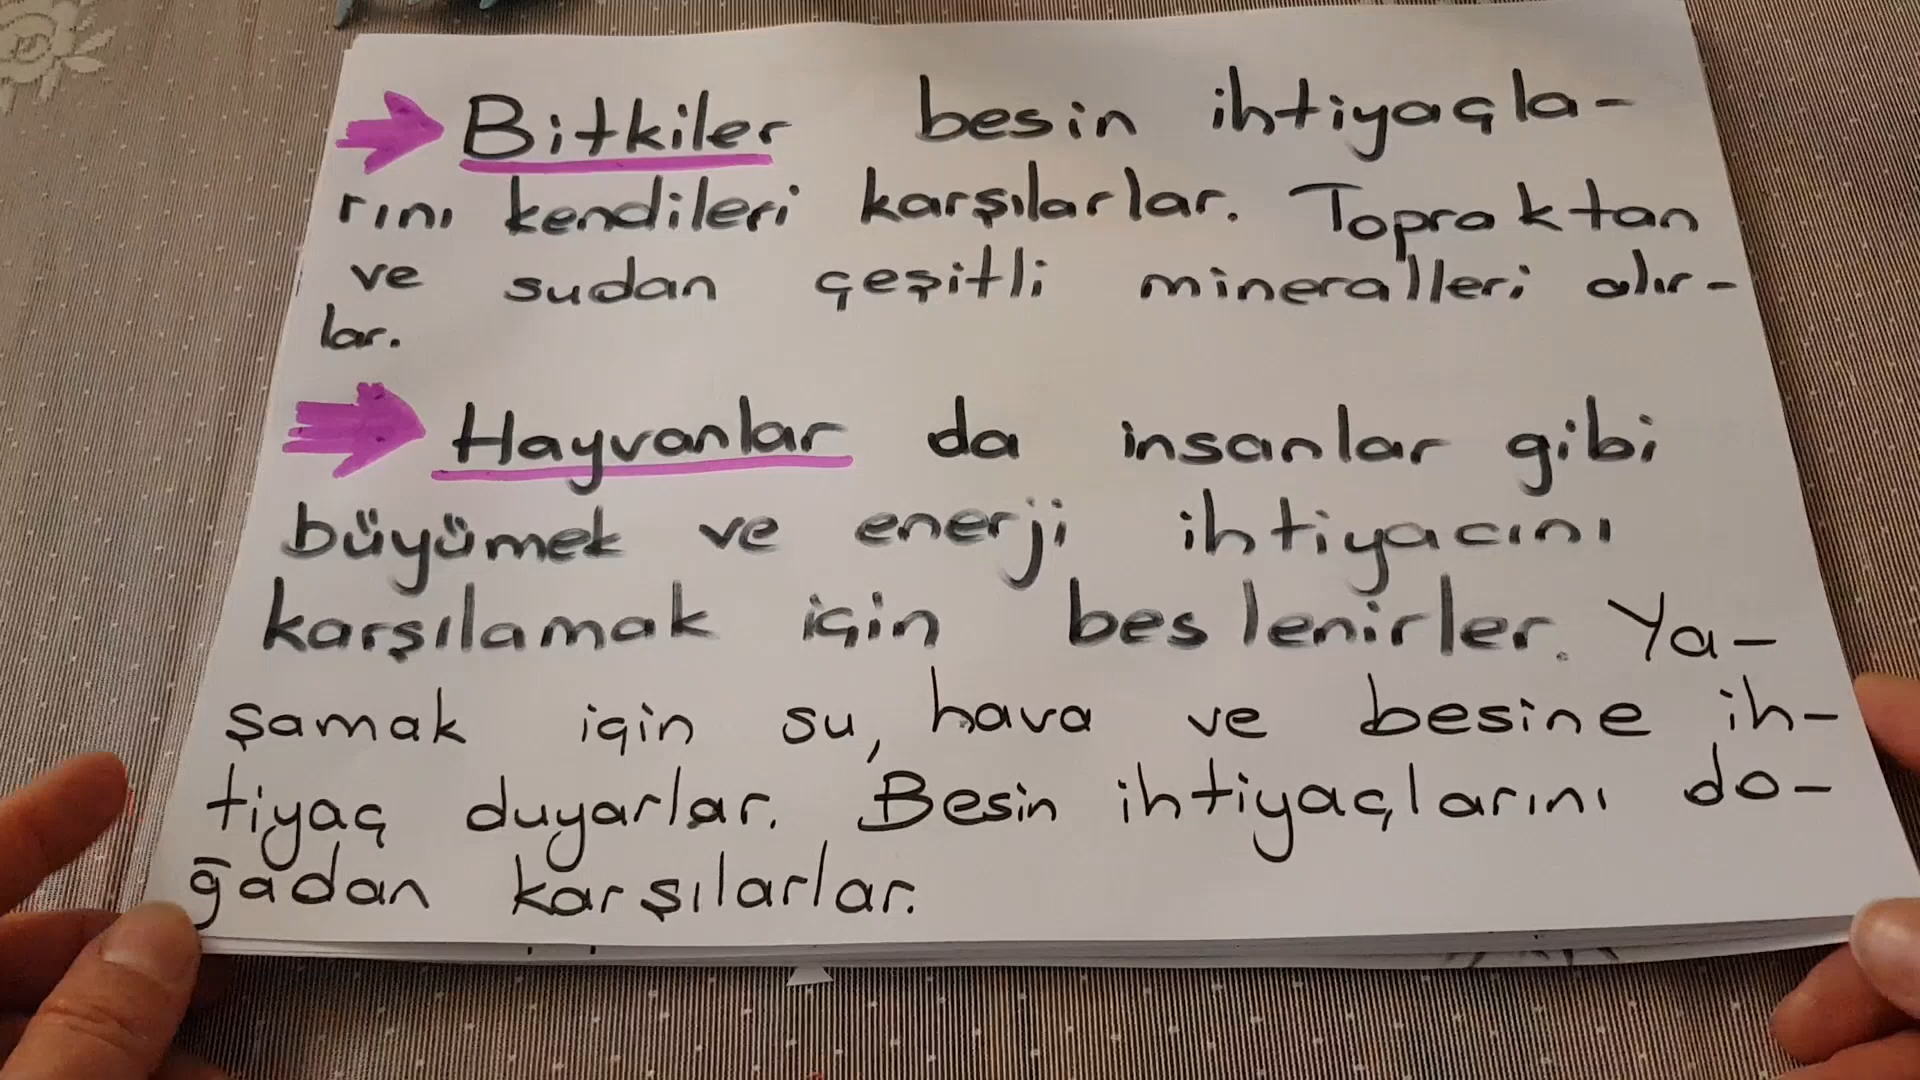 Bitkiler besin ihtiyaçla-
rını kendileri karşılarlar. Topraktan
ve sudan çeşitli mineralleri alır-
lar.
Hayvanlar da insanlar gibi
büyümek ve enerji ihtiyacını
karşılamak için beslenirler. Ya-
şamak için su, hava ve besine ih-
tiyaç duyarlar. Besin ihtiyaçlarını do-
ğadan karşılarlar.